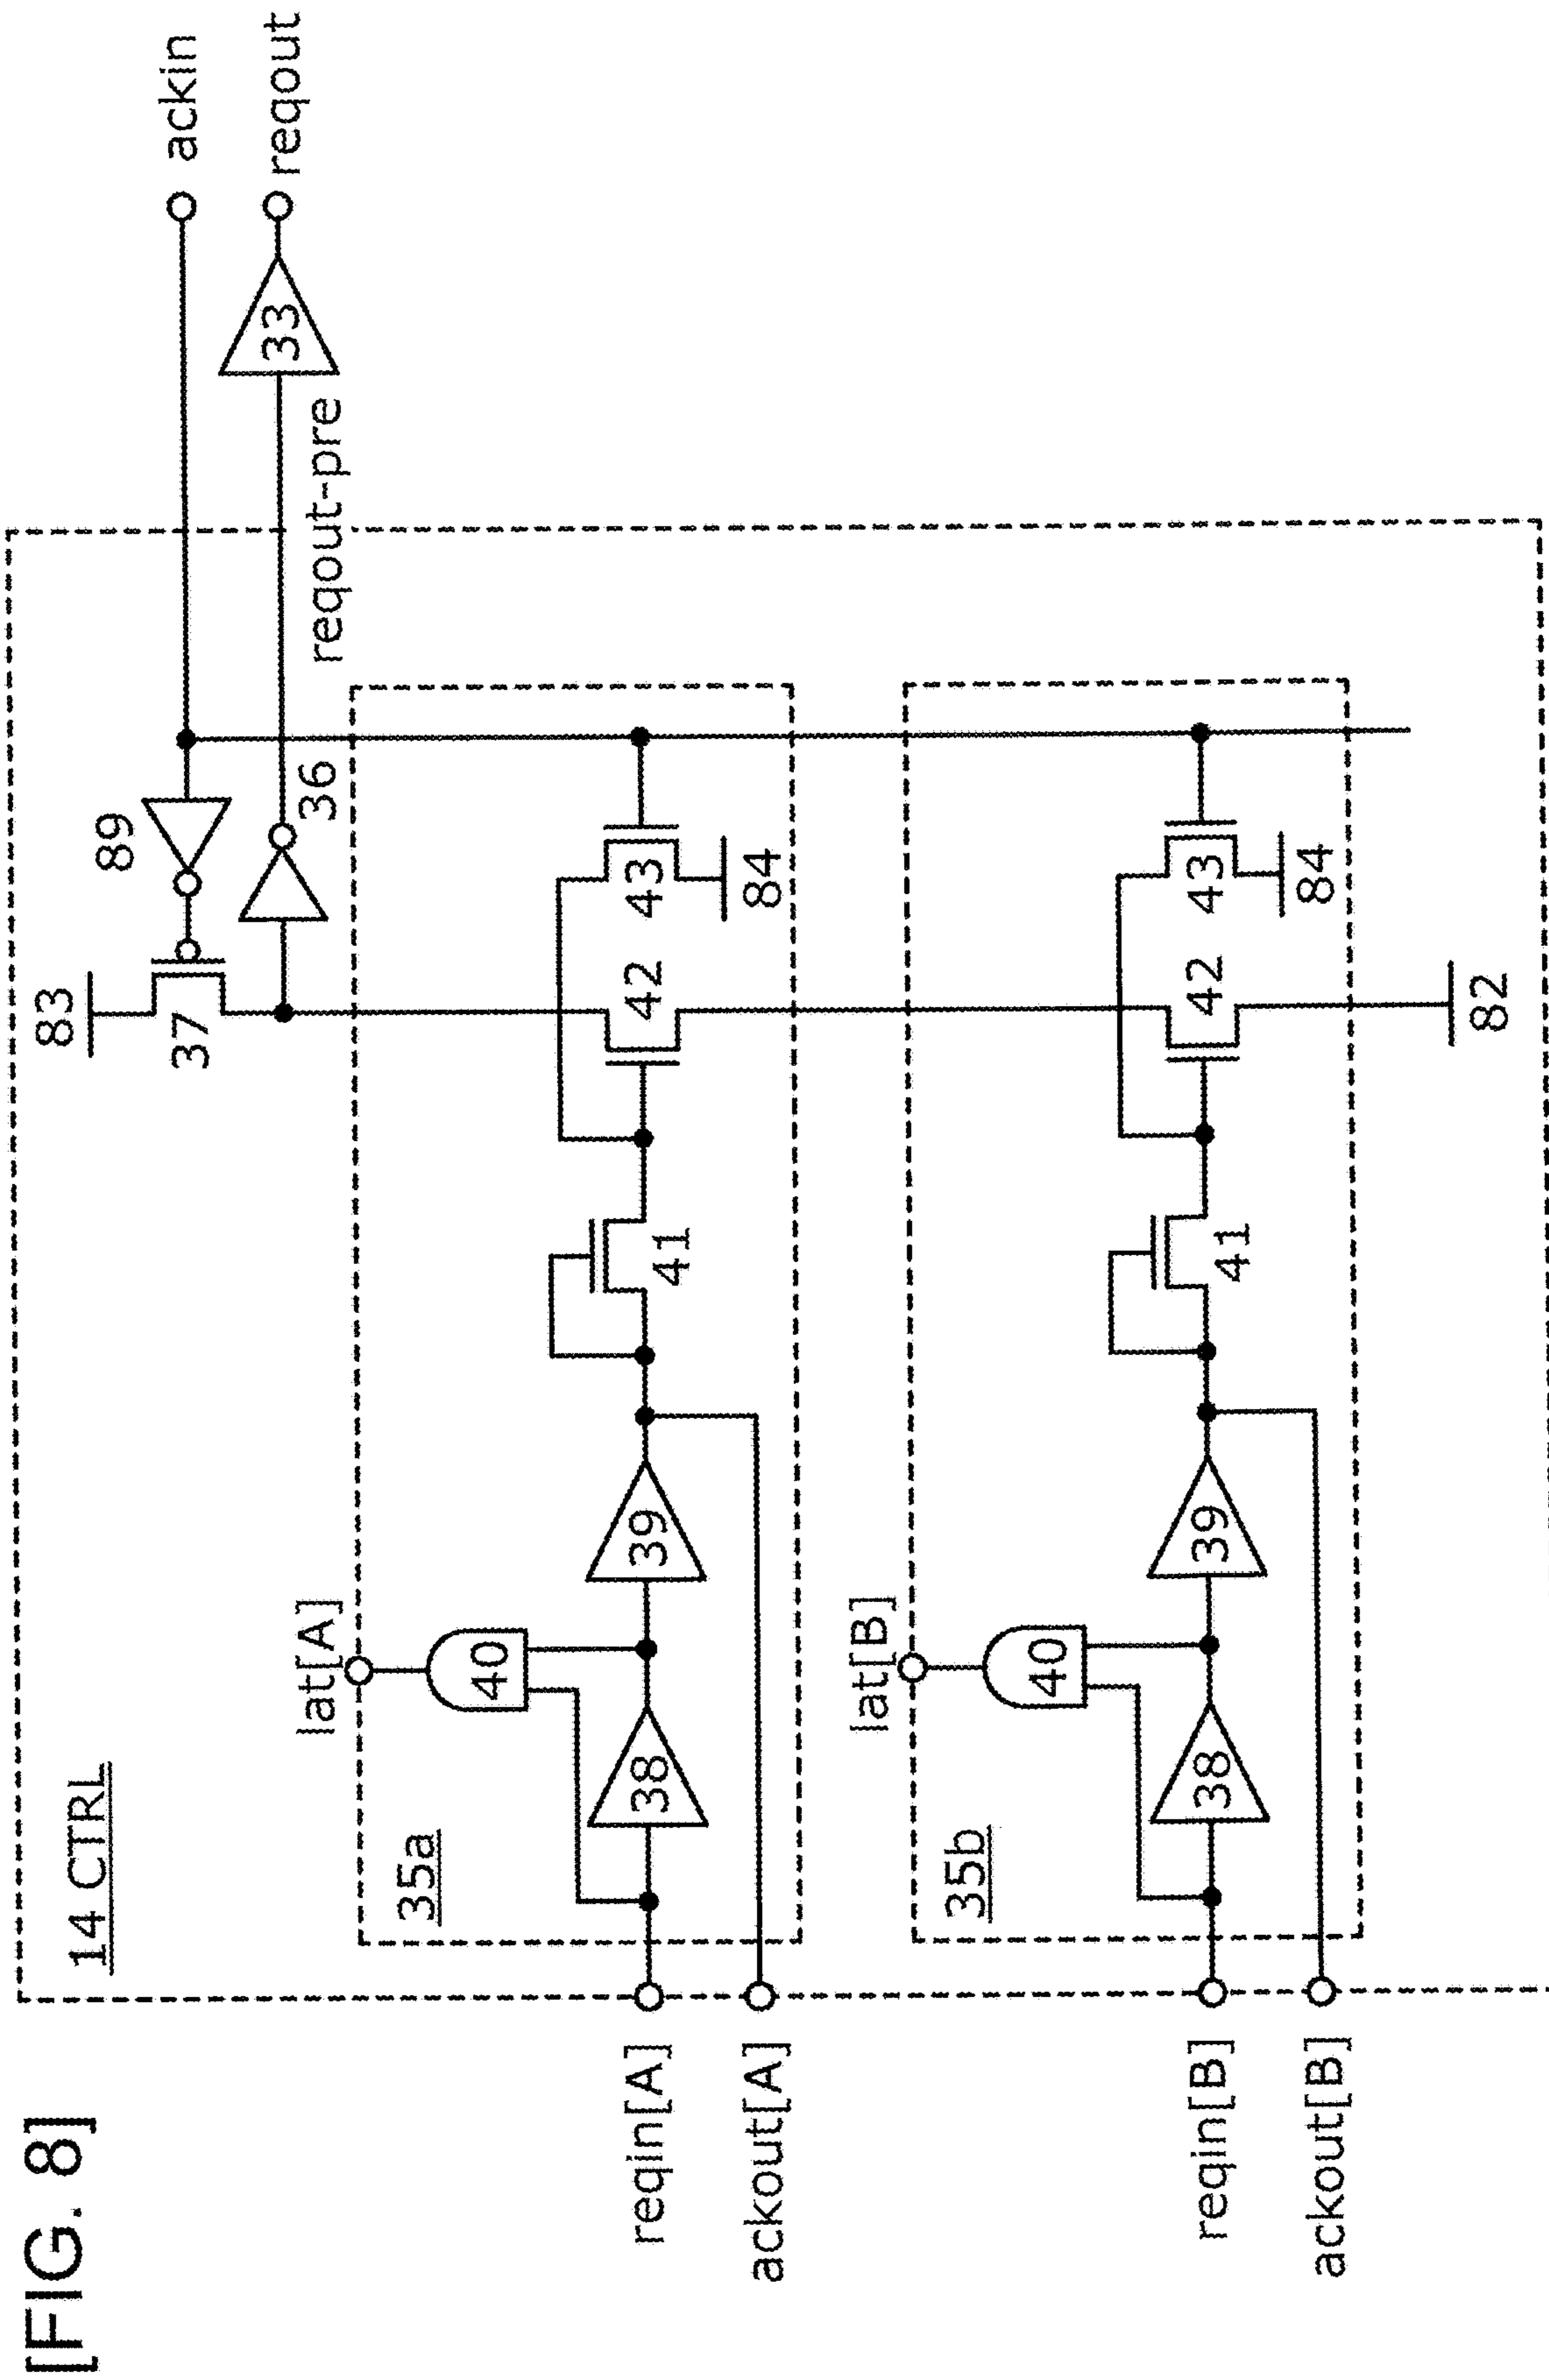 [FIG. 8]
14 CTRL
83
37
89
36
ackin
reqout
33
reqout-pre
35a
lat[A]
40
38
39
41
42
43
84
reqin[A]
ackout[A]
35b
lat[B]
40
38
39
41
42
43
84
82
reqin[B]
ackout[B]